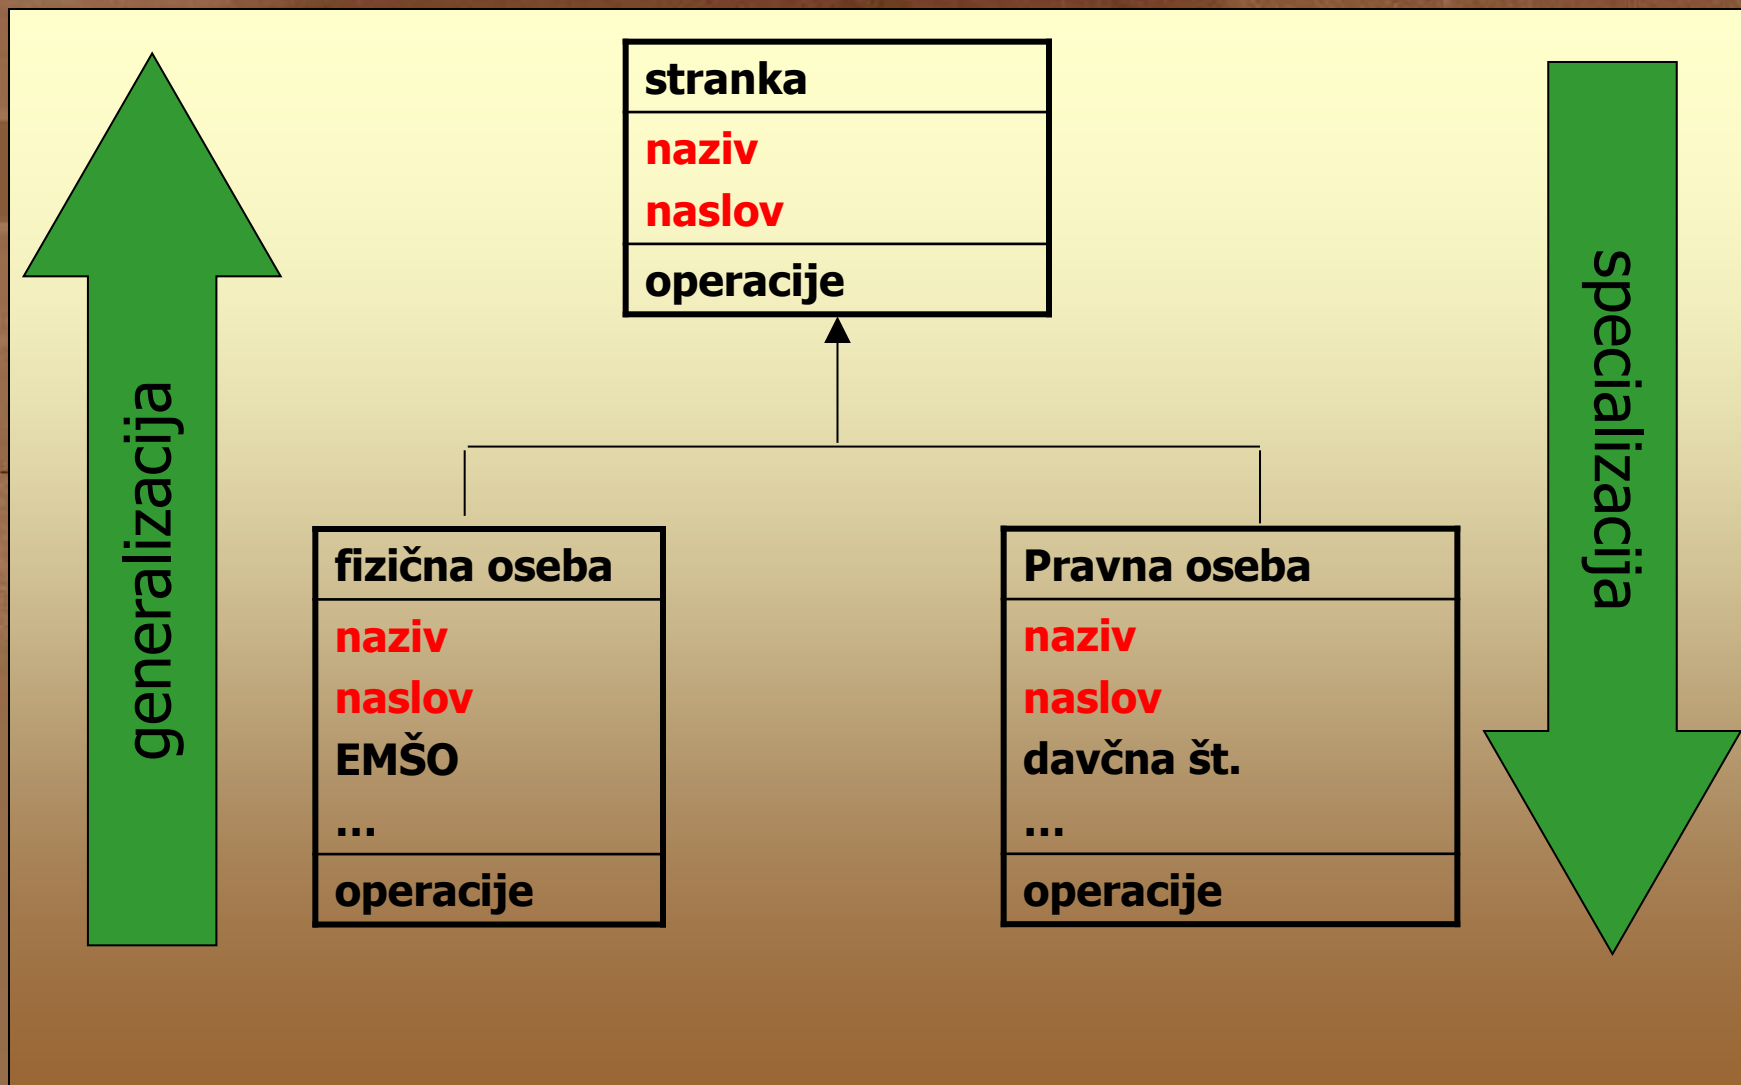 stranka
naziv
naslov
operacije
generalizacija
specializacija
fizična oseba
naziv
naslov
EMŠO
...
operacije
Pravna oseba
naziv
naslov
davčna št.
...
operacije